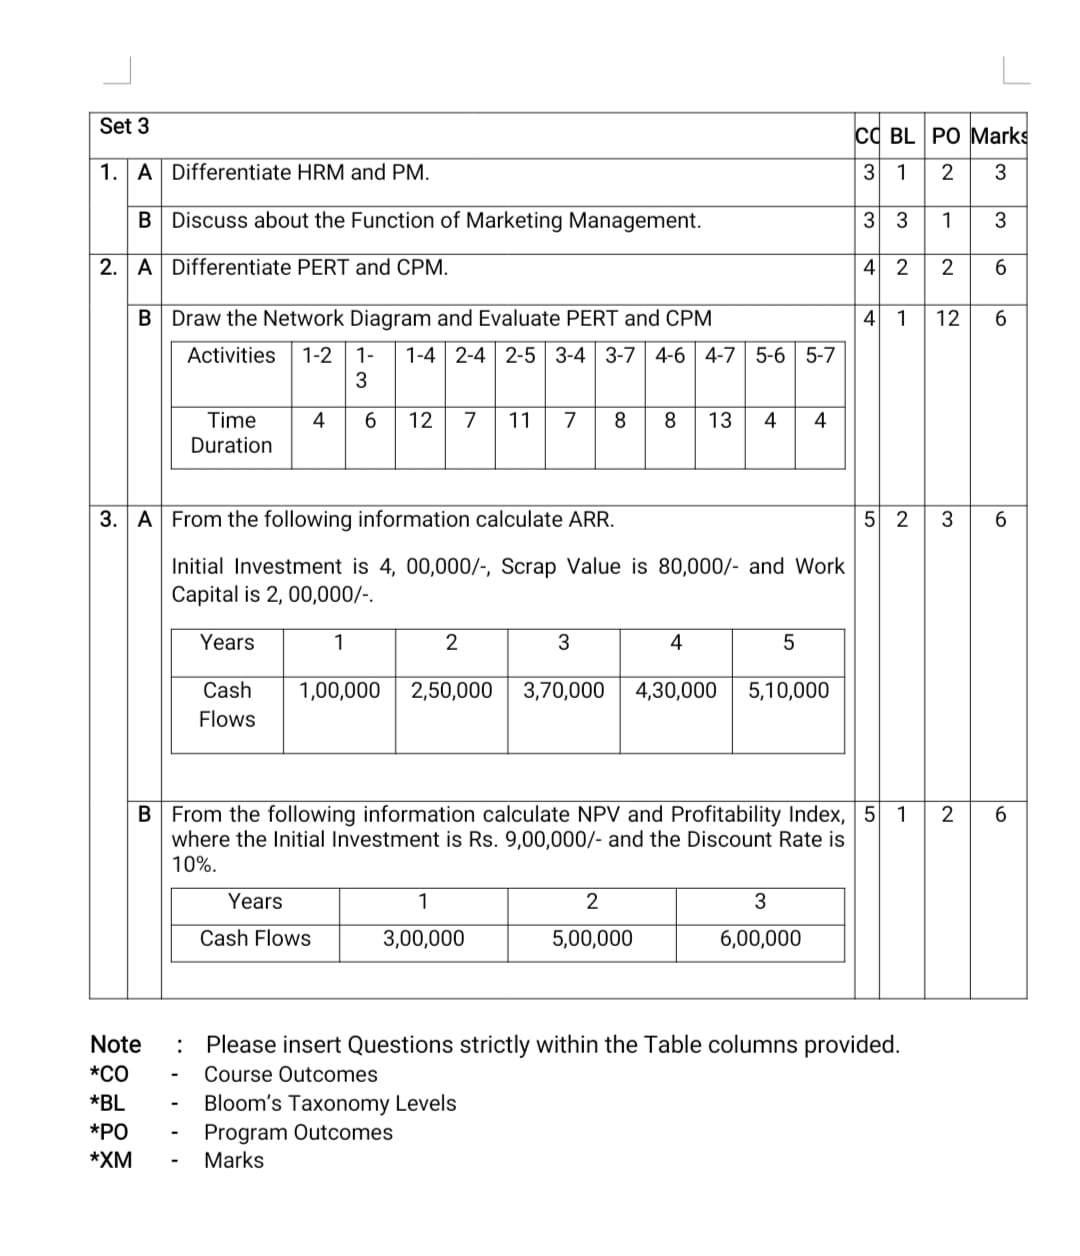 Set 3
CO BL PO Marks
1. A Differentiate HRM and PM. 3 1 2 3
B Discuss about the Function of Marketing Management. 3 3 1 3
2. A Differentiate PERT and CPM. 4 2 2 6
B Draw the Network Diagram and Evaluate PERT and CPM 4 1 12 6
Activities 1-2 1- 1-4 2-4 2-5 3-4 3-7 4-6 4-7 5-6 5-7
3
Time 4 6 12 7 11 7 8 8 13 4 4
Duration
3. A From the following information calculate ARR. 5 2 3 6
Initial Investment is 4, 00,000/-, Scrap Value is 80,000/- and Work
Capital is 2, 00,000/-.
Years 1 2 3 4 5
Cash 1,00,000 2,50,000 3,70,000 4,30,000 5,10,000
Flows
B From the following information calculate NPV and Profitability Index, 5 1 2 6
where the Initial Investment is Rs. 9,00,000/- and the Discount Rate is
10%.
Years 1 2 3
Cash Flows 3,00,000 5,00,000 6,00,000
Note : Please insert Questions strictly within the Table columns provided.
*CO - Course Outcomes
*BL - Bloom's Taxonomy Levels
*PO - Program Outcomes
*XM - Marks